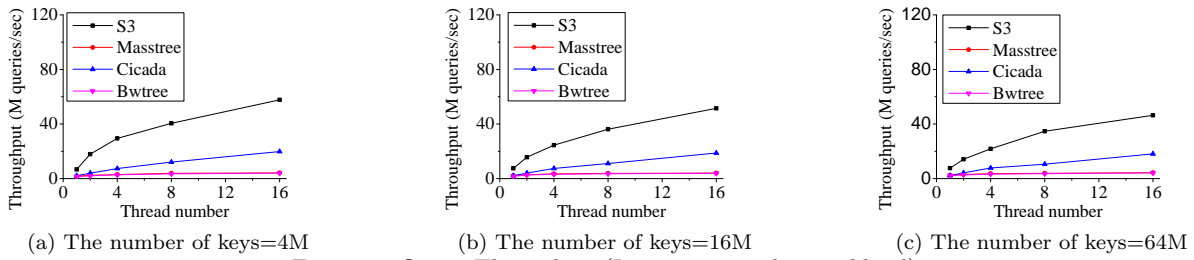 Throughput (M queries/sec)
120
80
40
0
0
4
8
12
16
Thread number
S3
Masstree
Cicada
Bwtree
(a) The number of keys=4M
Throughput (M queries/sec)
120
80
40
0
0
4
8
12
16
Thread number
S3
Masstree
Cicada
Bwtree
(b) The number of keys=16M
Throughput (M queries/sec)
120
80
40
0
0
4
8
12
16
Thread number
S3
Masstree
Cicada
Bwtree
(c) The number of keys=64M